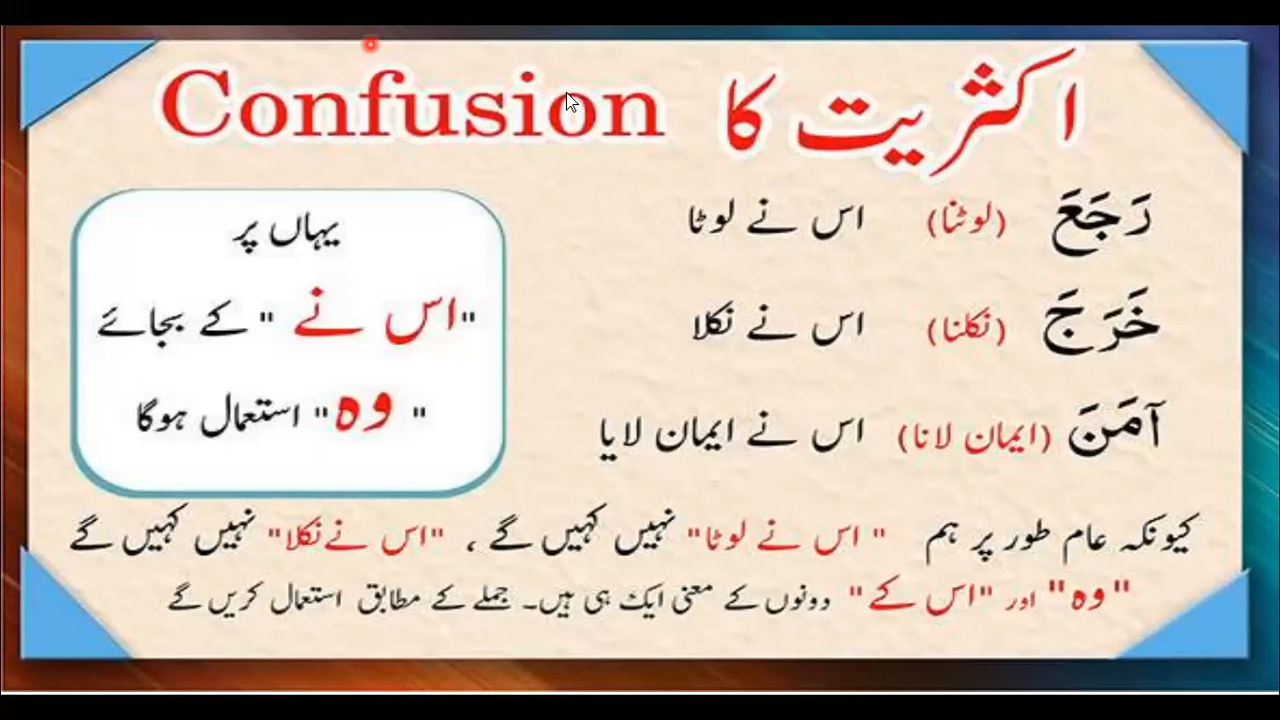 اکثریت کا Confusion
رَجَعَ (لوٹنا) اس نے لوٹا
خَرَجَ (نکلنا) اس نے نکلا
آمَنَ (ایمان لانا) اس نے ایمان لایا
یہاں پر
"اس نے" کے بجائے
"وہ" استعمال ہوگا
کیونکہ عام طور پر ہم "اس نے لوٹا" نہیں کہیں گے ، "اس نے نکلا" نہیں کہیں گے
"وہ" اور "اس کے" دونوں کے معنی ایک ہی ہیں۔ جملے کے مطابق استعمال کریں گے